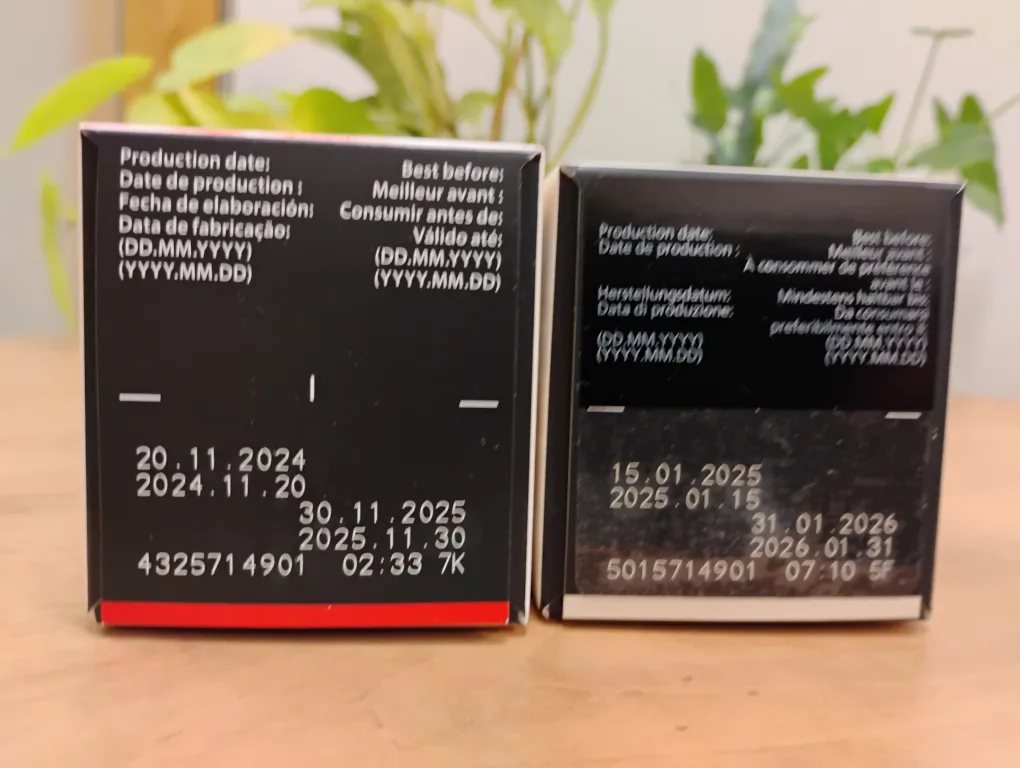 Production date:
Date de production :
Fecha de elaboración:
Data de fabricação:
(DD.MM.YYYY)
(YYYY.MM.DD)
Best before:
Meilleur avant :
Consumir antes de:
Válido até:
(DD.MM.YYYY)
(YYYY.MM.DD)
20.11.2024
2024.11.20
30.11.2025
2025.11.30
4325714901 02:33 7K
Production date:
Date de production :
Herstellungsdatum:
Data di produzione:
(DD.MM.YYYY)
(YYYY.MM.DD)
Best before:
Meilleur avant :
À consommer de préférence
avant le :
Mindestens haltbar bis:
Da consumarsi
preferibilmente entro il:
(DD.MM.YYYY)
(YYYY.MM.DD)
15.01.2025
2025.01.15
31.01.2026
2026.01.31
5015714901 07:10 5F